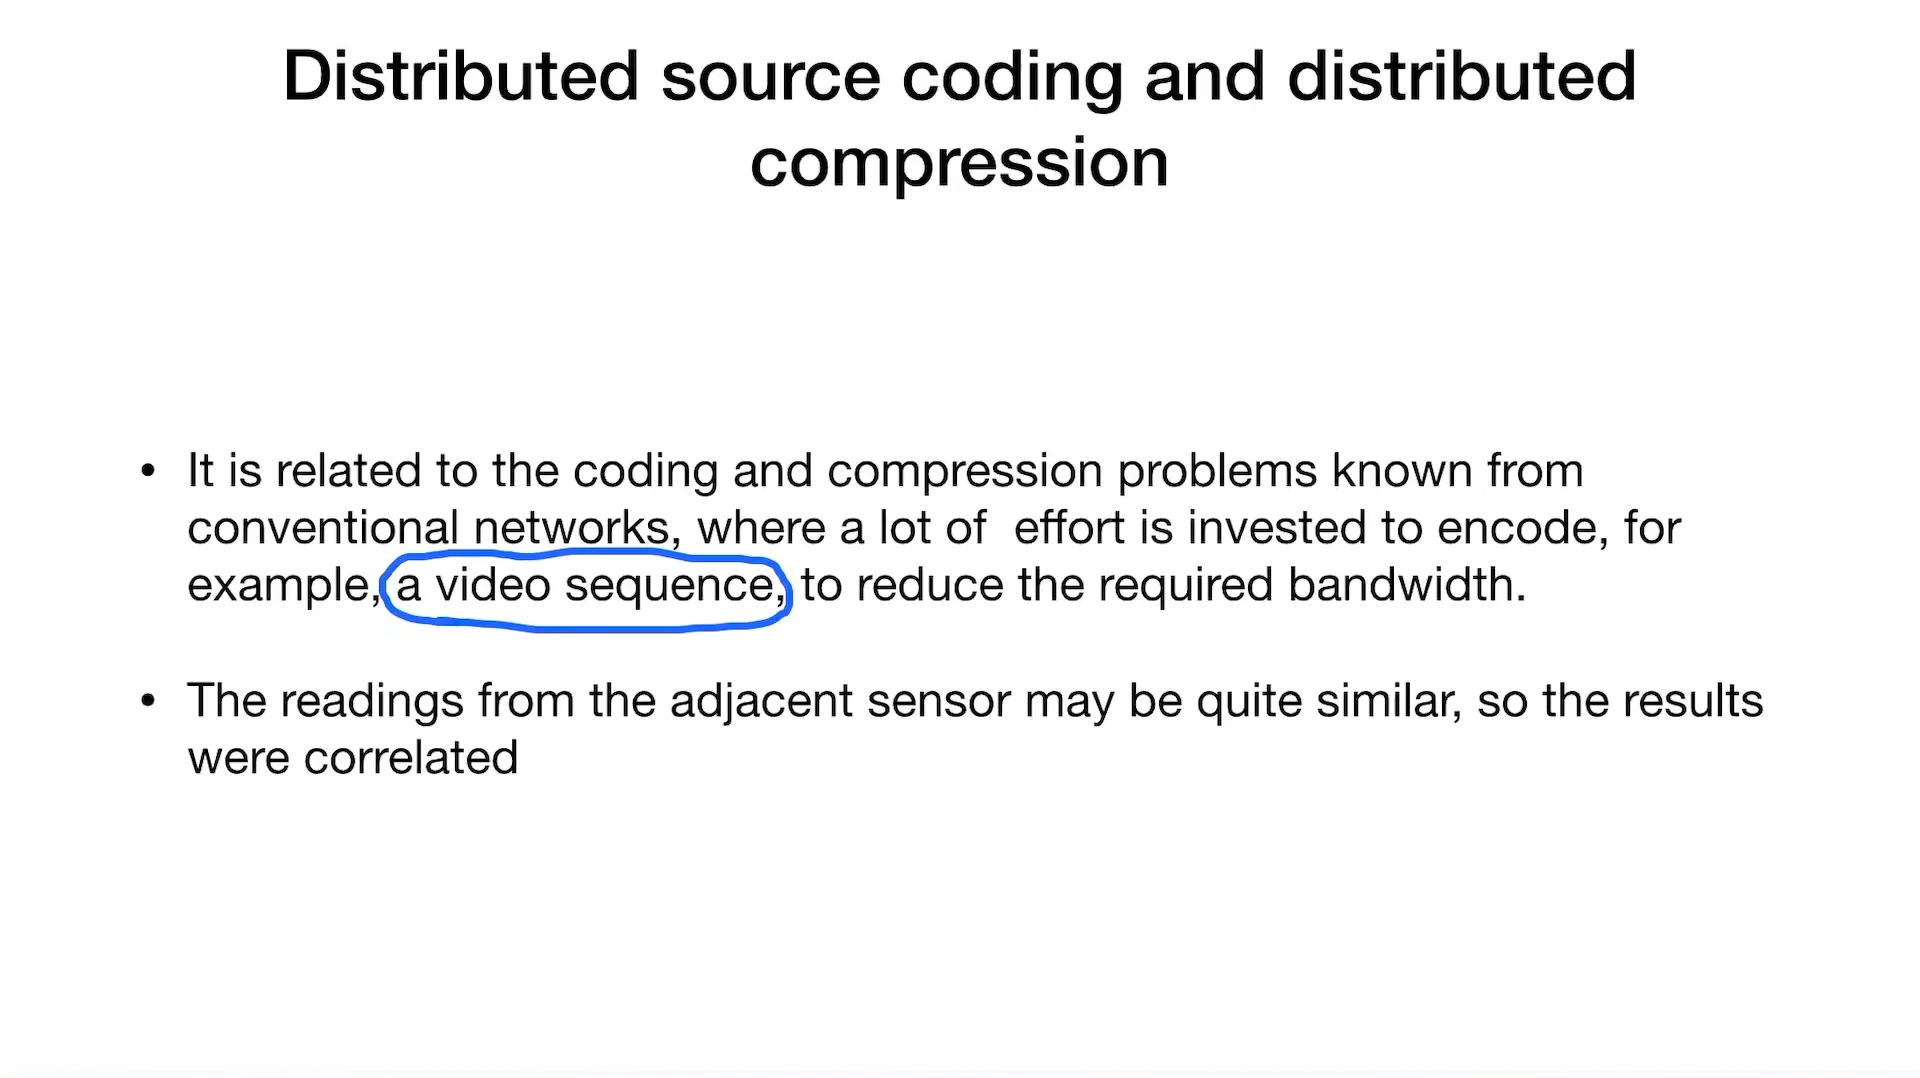 Distributed source coding and distributed
compression
• It is related to the coding and compression problems known from
conventional networks, where a lot of  effort is invested to encode, for
example, a video sequence, to reduce the required bandwidth.
• The readings from the adjacent sensor may be quite similar, so the results
were correlated